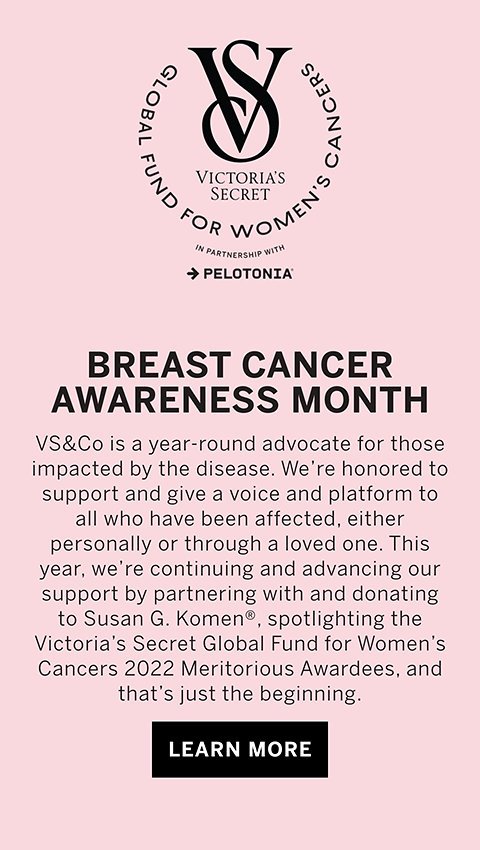 VS
VICTORIA'S
SECRET
GLOBAL FUND FOR WOMEN'S CANCERS
IN PARTNERSHIP WITH
→ PELOTONIA®
BREAST CANCER
AWARENESS MONTH
VS&Co is a year-round advocate for those
impacted by the disease. We're honored to
support and give a voice and platform to
all who have been affected, either
personally or through a loved one. This
year, we're continuing and advancing our
support by partnering with and donating
to Susan G. Komen®, spotlighting the
Victoria's Secret Global Fund for Women's
Cancers 2022 Meritorious Awardees, and
that's just the beginning.
LEARN MORE